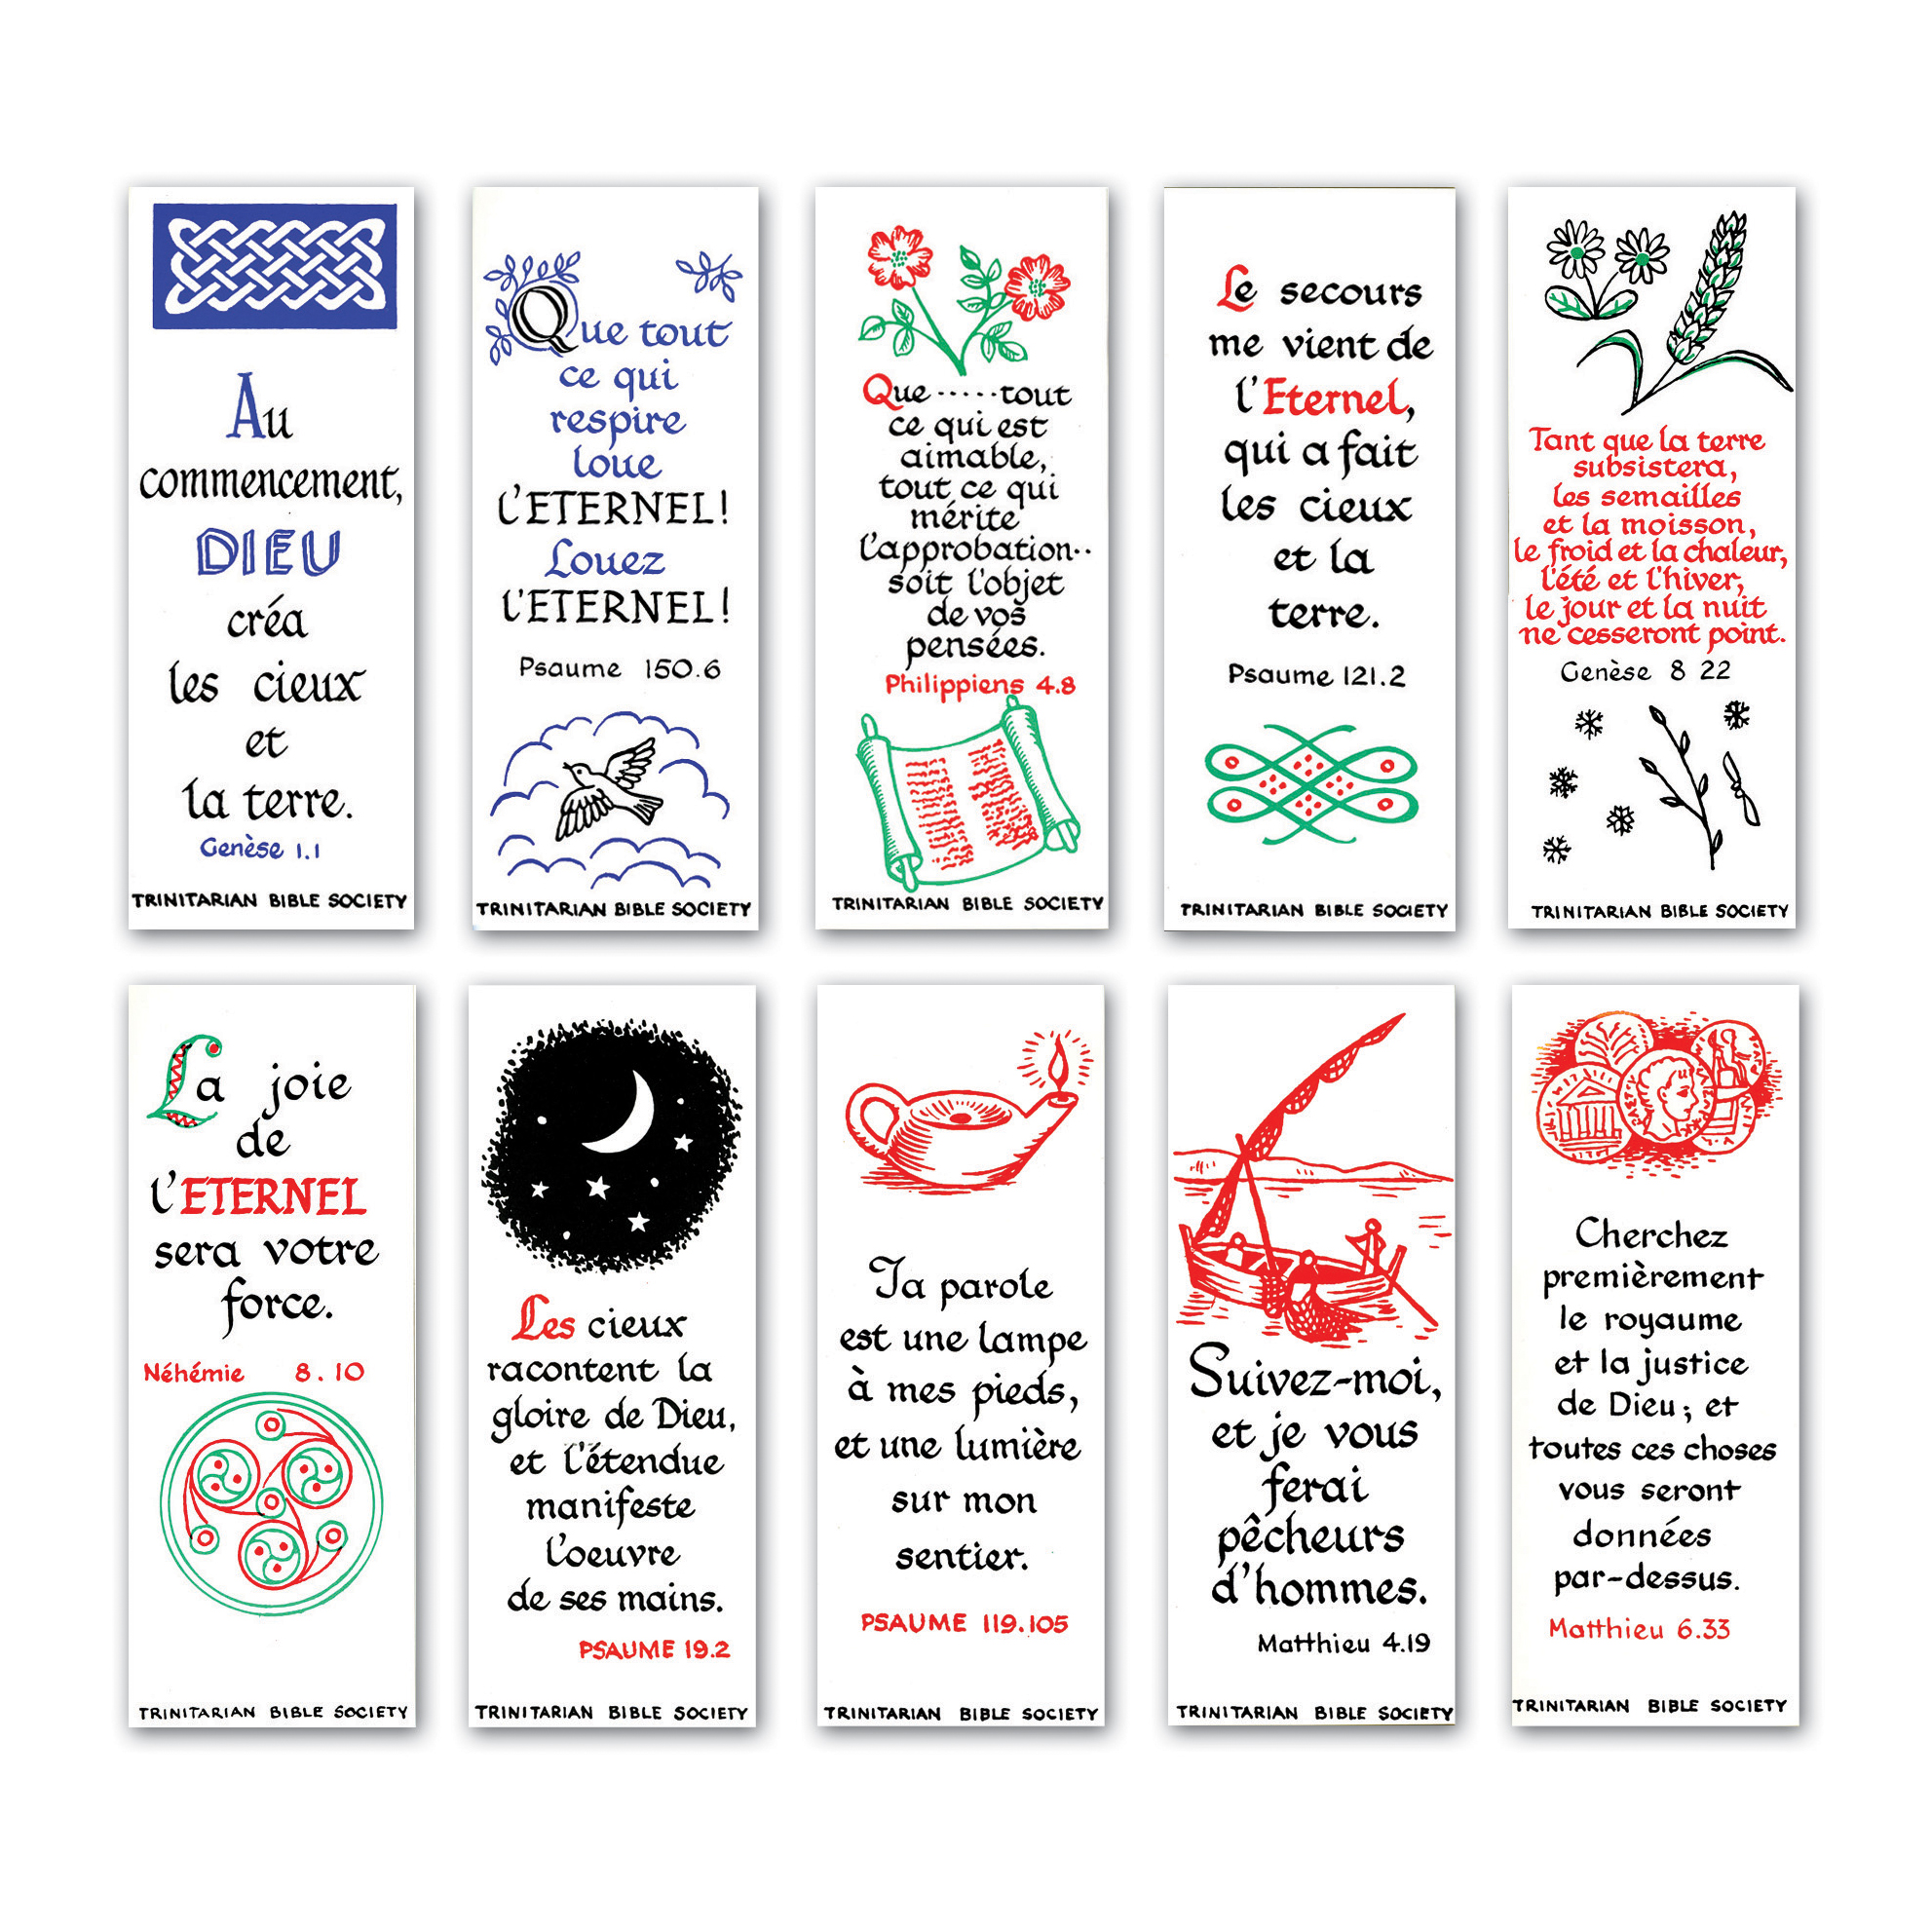 Au
commencement,
DIEU
créa
les cieux
et
la terre.
Genèse 1.1
TRINITARIAN BIBLE SOCIETY
Que tout
ce qui
respire
loue
L'ETERNEL!
Louez
L'ETERNEL!
Psaume 150.6
TRINITARIAN BIBLE SOCIETY
Que.....tout
ce qui est
aimable,
tout ce qui
mérite
l'approbation..
soit l'objet
de vos
pensées.
Philippiens 4.8
TRINITARIAN BIBLE SOCIETY
Le secours
me vient de
l'Eternel,
qui a fait
les cieux
et la
terre.
Psaume 121.2
TRINITARIAN BIBLE SOCIETY
Tant que la terre
subsistera,
les semailles
et la moisson,
le froid et la chaleur,
l'été et l'hiver,
le jour et la nuit
ne cesseront point.
Genèse 8 22
TRINITARIAN BIBLE SOCIETY
La joie
de
l'ETERNEL
sera votre
force.
Néhémie 8.10
TRINITARIAN BIBLE SOCIETY
Les cieux
racontent la
gloire de Dieu,
et l'étendue
manifeste
l'oeuvre
de ses mains.
PSAUME 19.2
TRINITARIAN BIBLE SOCIETY
Ta parole
est une lampe
à mes pieds,
et une lumière
sur mon
sentier.
PSAUME 119.105
TRINITARIAN BIBLE SOCIETY
Suivez-moi,
et je vous
ferai
pêcheurs
d'hommes.
Matthieu 4.19
TRINITARIAN BIBLE SOCIETY
Cherchez
premièrement
le royaume
et la justice
de Dieu; et
toutes ces choses
vous seront
données
par-dessus.
Matthieu 6.33
TRINITARIAN BIBLE SOCIETY